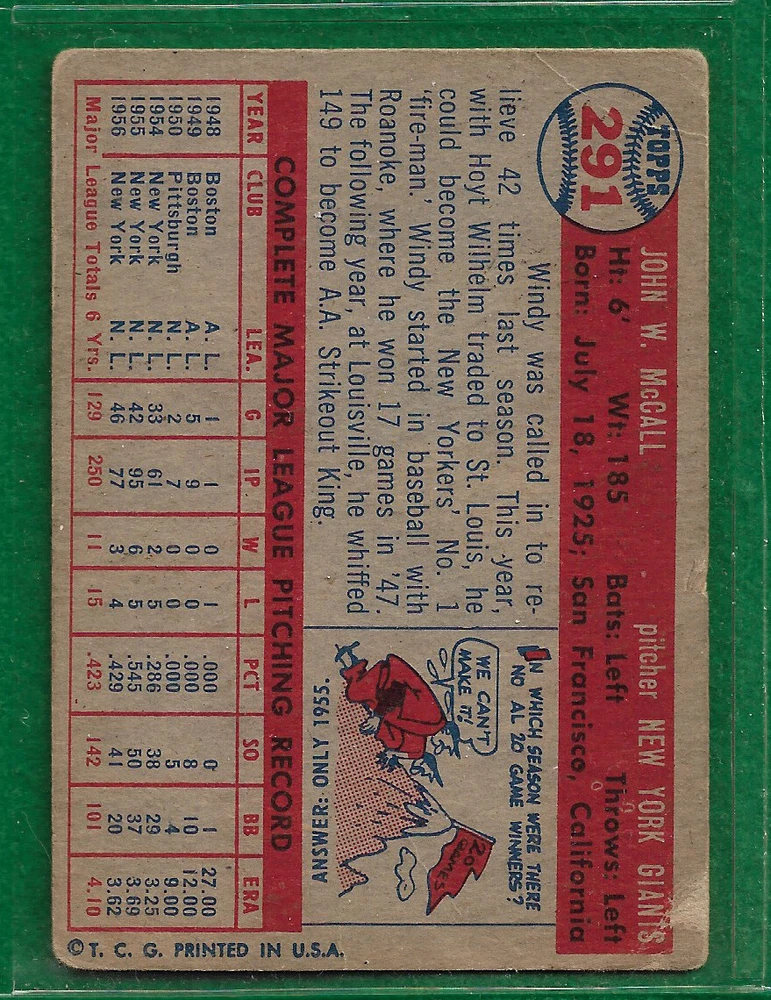 TOPPS
291
JOHN W. McCALL pitcher NEW YORK GIANTS
Ht: 6' Wt: 185 Bats: Left Throws: Left
Born: July 18, 1925; San Francisco, California
Windy was called in to re-
lieve 42 times last season. This year,
with Hoyt Wilhelm traded to St. Louis, he
could become the New Yorkers' No. 1
'fire-man.' Windy started in baseball with
Roanoke, where he won 17 games in '47.
The following year, at Louisville, he whiffed
149 to become A.A. Strikeout King.
IN WHICH SEASON WERE THERE
NO AL 20 GAME WINNERS?
WE CAN'T
MAKE IT!
20
GAMES
ANSWER: ONLY 1955.
COMPLETE MAJOR LEAGUE PITCHING RECORD
YEAR CLUB LEA. G IP W L PCT SO BB ERA
1948 Boston A. L. 1 1 0 1 .000 0 1 27.00
1949 Boston A. L. 5 9 0 0 .000 8 10 12.00
1950 Pittsburgh N. L. 2 7 0 0 .000 5 4 9.00
1954 New York N. L. 33 61 2 5 .286 38 29 3.25
1955 New York N. L. 42 95 6 5 .545 50 37 3.69
1956 New York N. L. 46 77 3 4 .429 41 20 3.62
Major League Totals 6 Yrs. 129 250 11 15 .423 142 101 4.10
© T. C. G. PRINTED IN U.S.A.